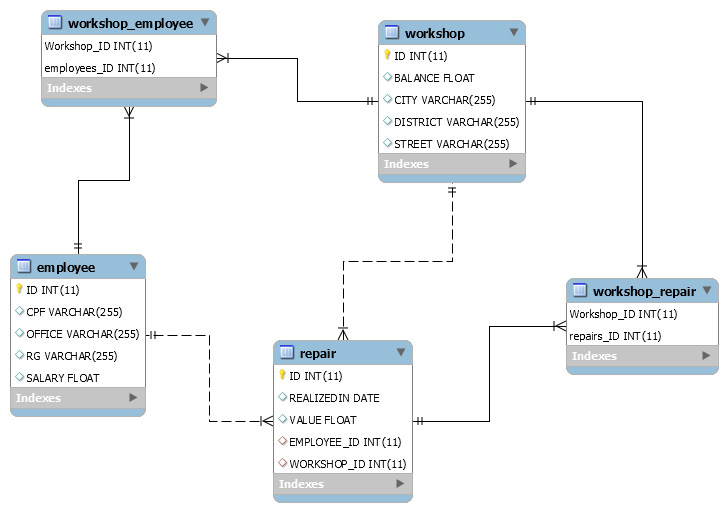 workshop_employee
Workshop_ID INT(11)
employees_ID INT(11)
Indexes
workshop
ID INT(11)
BALANCE FLOAT
CITY VARCHAR(255)
DISTRICT VARCHAR(255)
STREET VARCHAR(255)
Indexes
employee
ID INT(11)
CPF VARCHAR(255)
OFFICE VARCHAR(255)
RG VARCHAR(255)
SALARY FLOAT
Indexes
workshop_repair
Workshop_ID INT(11)
repairs_ID INT(11)
Indexes
repair
ID INT(11)
REALIZEDIN DATE
VALUE FLOAT
EMPLOYEE_ID INT(11)
WORKSHOP_ID INT(11)
Indexes